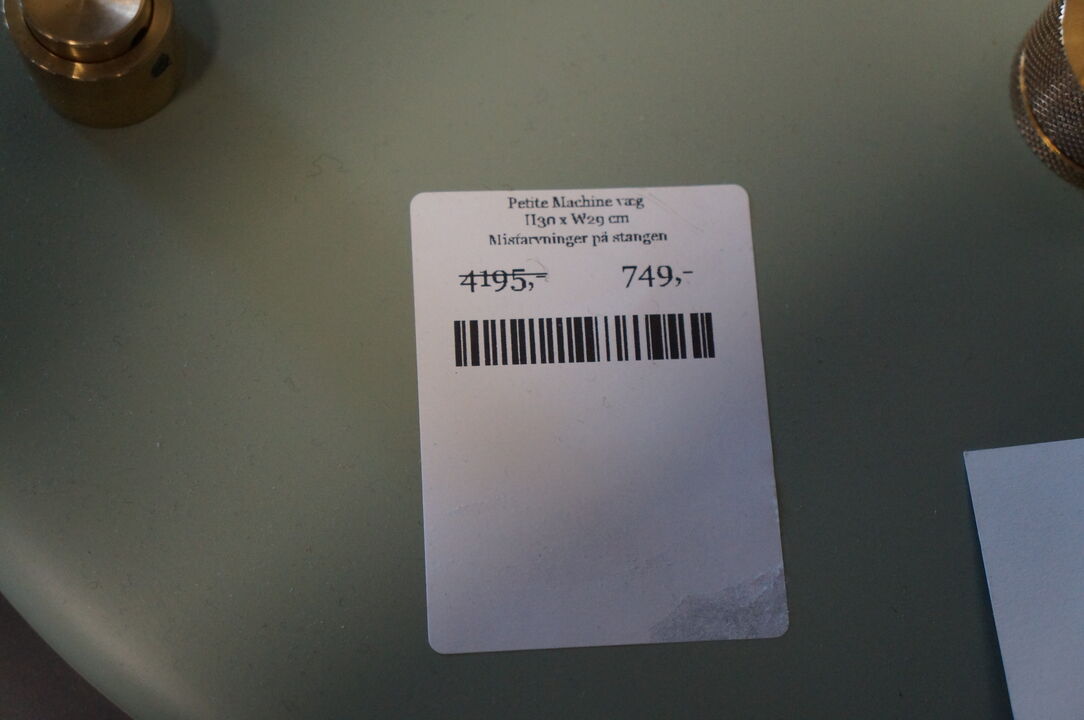 Petite Machine væg
H30 x W29 cm
Misfarvninger på stangen
4195,- 749,-